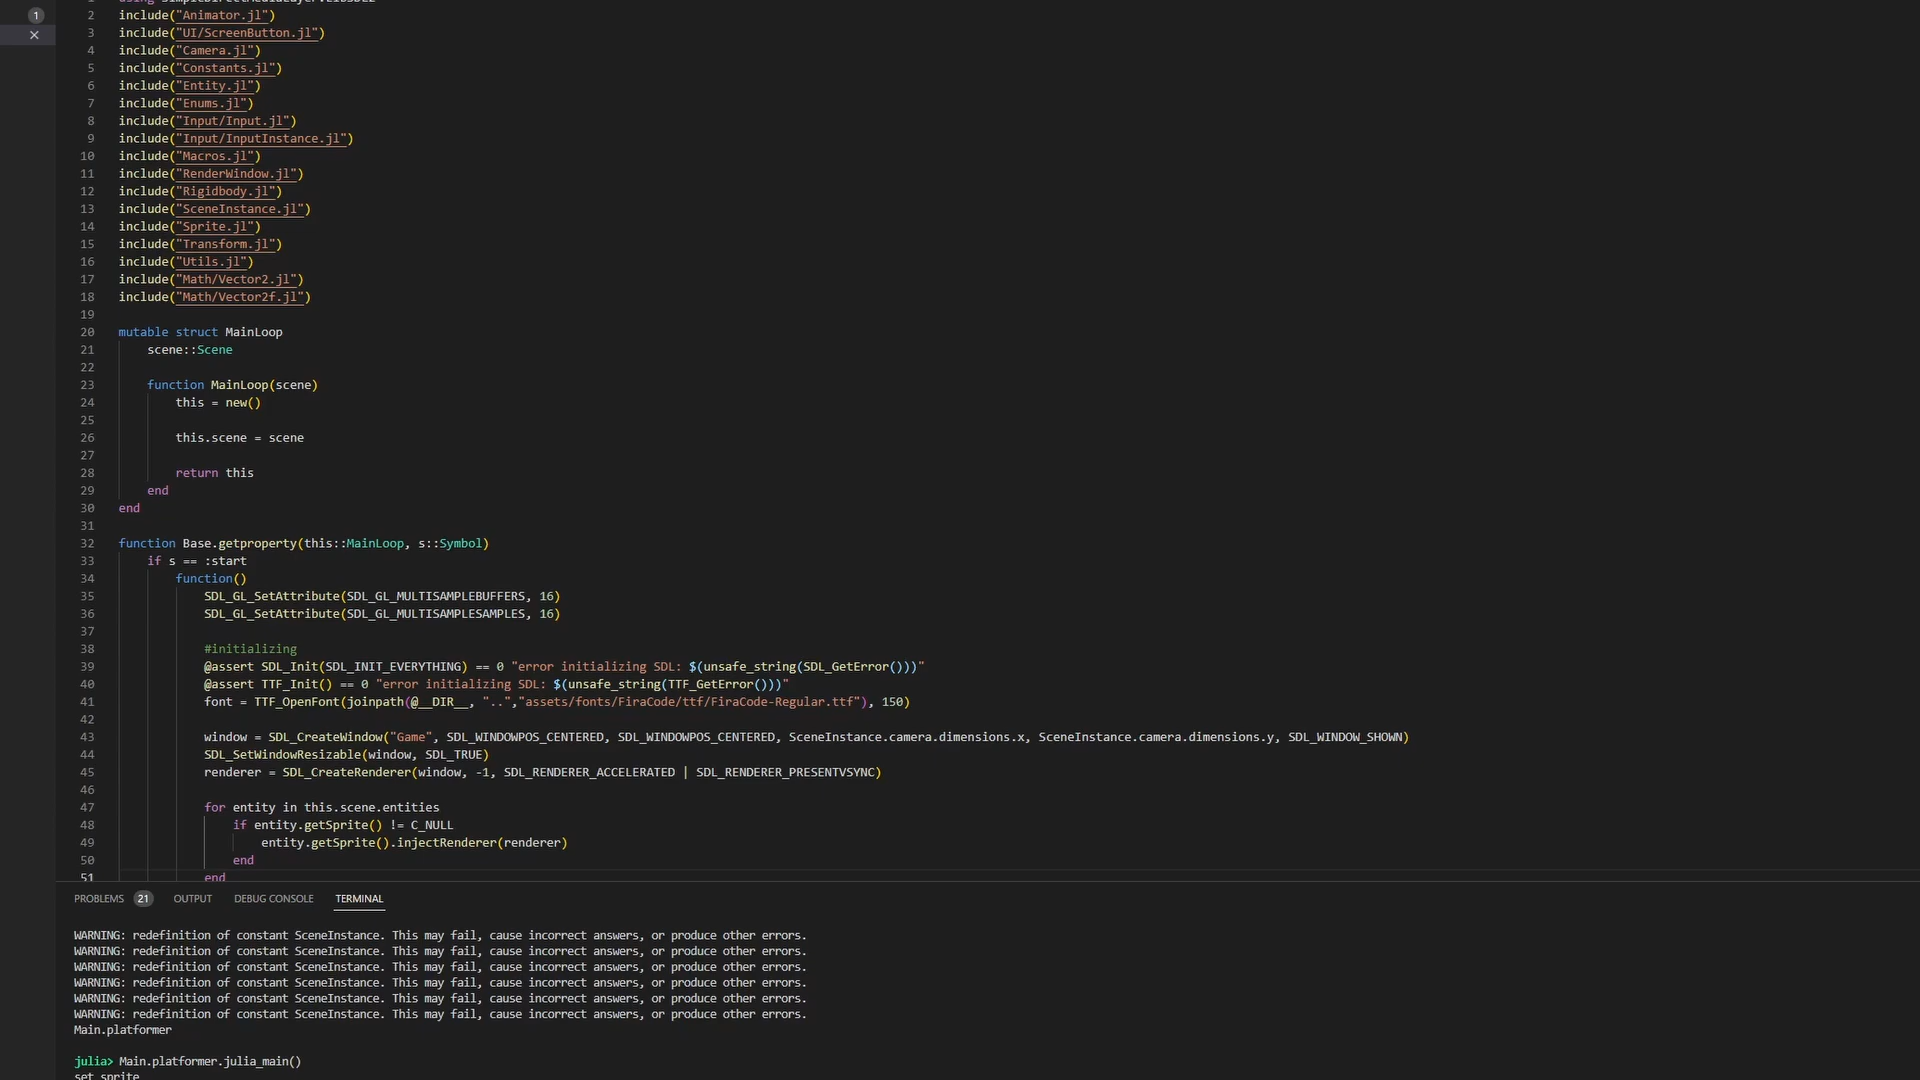 1
using SimpleDirectMediaLayer.LibSDL2
2 include("Animator.jl")
3 include("UI/ScreenButton.jl")
4 include("Camera.jl")
5 include("Constants.jl")
6 include("Entity.jl")
7 include("Enums.jl")
8 include("Input/Input.jl")
9 include("Input/InputInstance.jl")
10 include("Macros.jl")
11 include("RenderWindow.jl")
12 include("Rigidbody.jl")
13 include("SceneInstance.jl")
14 include("Sprite.jl")
15 include("Transform.jl")
16 include("Utils.jl")
17 include("Math/Vector2.jl")
18 include("Math/Vector2f.jl")
19
20 mutable struct MainLoop
21 scene::Scene
22
23 function MainLoop(scene)
24 this = new()
25
26 this.scene = scene
27
28 return this
29 end
30 end
31
32 function Base.getproperty(this::MainLoop, s::Symbol)
33 if s == :start
34 function()
35 SDL_GL_SetAttribute(SDL_GL_MULTISAMPLEBUFFERS, 16)
36 SDL_GL_SetAttribute(SDL_GL_MULTISAMPLESAMPLES, 16)
37
38 #initializing
39 @assert SDL_Init(SDL_INIT_EVERYTHING) == 0 "error initializing SDL: $(unsafe_string(SDL_GetError()))"
40 @assert TTF_Init() == 0 "error initializing SDL: $(unsafe_string(TTF_GetError()))"
41 font = TTF_OpenFont(joinpath(@__DIR__, "..","assets/fonts/FiraCode/ttf/FiraCode-Regular.ttf"), 150)
42
43 window = SDL_CreateWindow("Game", SDL_WINDOWPOS_CENTERED, SDL_WINDOWPOS_CENTERED, SceneInstance.camera.dimensions.x, SceneInstance.camera.dimensions.y, SDL_WINDOW_SHOWN)
44 SDL_SetWindowResizable(window, SDL_TRUE)
45 renderer = SDL_CreateRenderer(window, -1, SDL_RENDERER_ACCELERATED | SDL_RENDERER_PRESENTVSYNC)
46
47 for entity in this.scene.entities
48 if entity.getSprite() != C_NULL
49 entity.getSprite().injectRenderer(renderer)
50 end
51 end
PROBLEMS 21 OUTPUT DEBUG CONSOLE TERMINAL
WARNING: redefinition of constant SceneInstance. This may fail, cause incorrect answers, or produce other errors.
WARNING: redefinition of constant SceneInstance. This may fail, cause incorrect answers, or produce other errors.
WARNING: redefinition of constant SceneInstance. This may fail, cause incorrect answers, or produce other errors.
WARNING: redefinition of constant SceneInstance. This may fail, cause incorrect answers, or produce other errors.
WARNING: redefinition of constant SceneInstance. This may fail, cause incorrect answers, or produce other errors.
WARNING: redefinition of constant SceneInstance. This may fail, cause incorrect answers, or produce other errors.
Main.platformer
julia> Main.platformer.julia_main()
set sprite